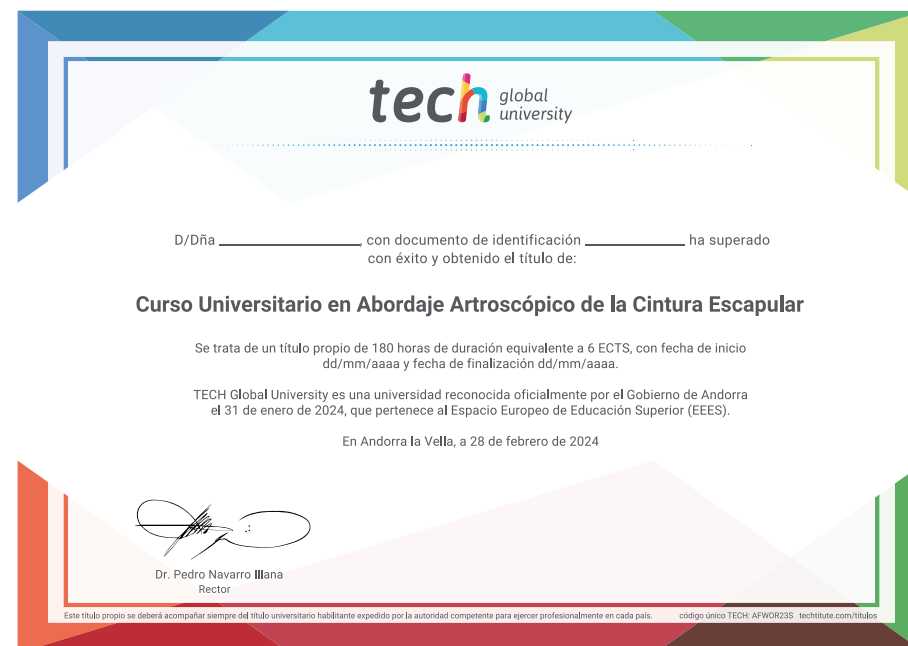 tech global university
D/Dña ____________________, con documento de identificación ______________ ha superado
con éxito y obtenido el título de:
Curso Universitario en Abordaje Artroscópico de la Cintura Escapular
Se trata de un título propio de 180 horas de duración equivalente a 6 ECTS, con fecha de inicio
dd/mm/aaaa y fecha de finalización dd/mm/aaaa.
TECH Global University es una universidad reconocida oficialmente por el Gobierno de Andorra
el 31 de enero de 2024, que pertenece al Espacio Europeo de Educación Superior (EEES).
En Andorra la Vella, a 28 de febrero de 2024
Dr. Pedro Navarro Illana
Rector
Este título propio se deberá acompañar siempre del título universitario habilitante expedido por la autoridad competente para ejercer profesionalmente en cada país. código único TECH: AFWOR23S techtitute.com/titulos